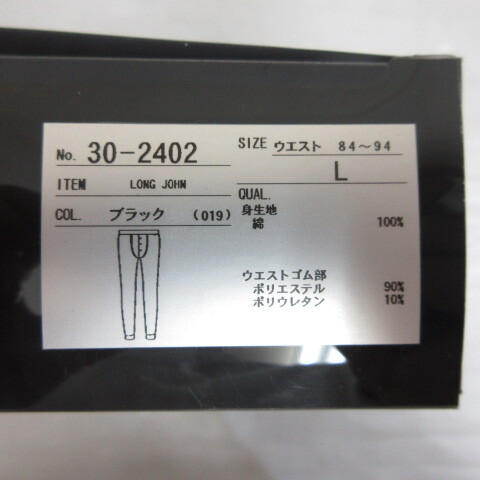 No. 30-2402
ITEM LONG JOHN
COL. ブラック (019)
SIZE ウエスト 84～94
L
QUAL.
身生地
綿 100%
ウエストゴム部
ポリエステル 90%
ポリウレタン 10%